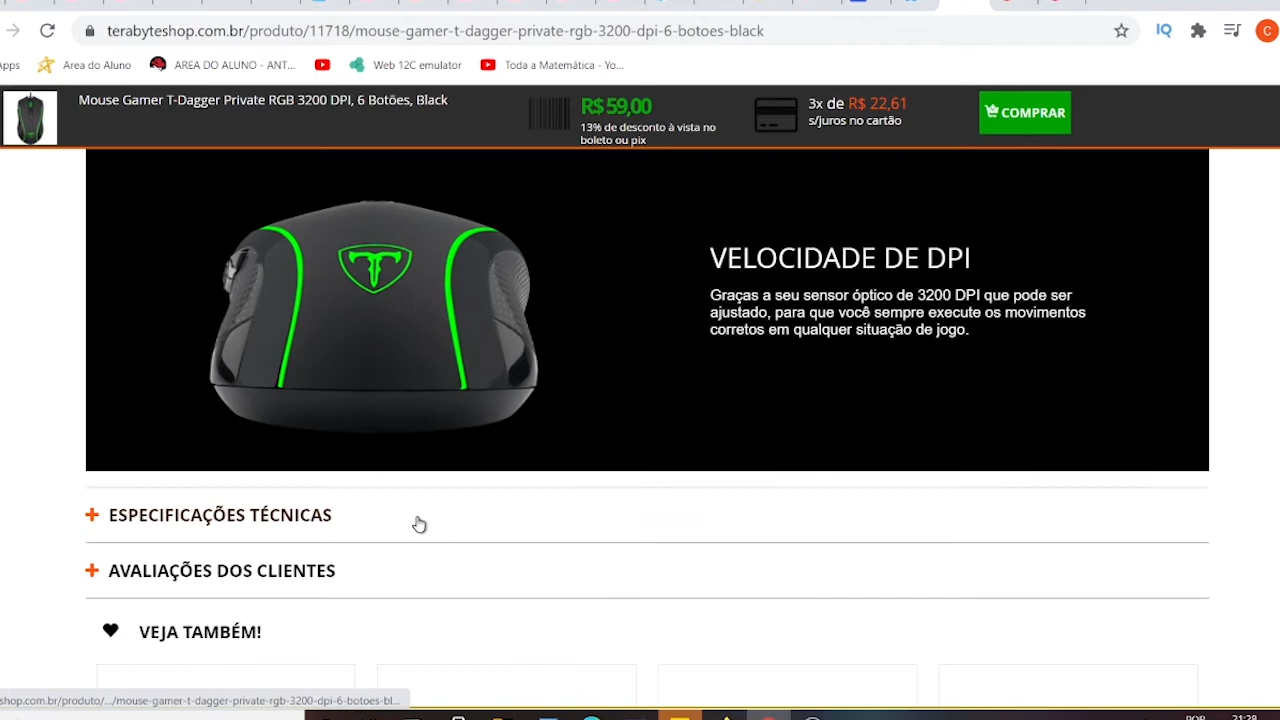 terabyteshop.com.br/produto/11718/mouse-gamer-t-dagger-private-rgb-3200-dpi-6-botoes-black
IQ
C
Apps
Area do Aluno
AREA DO ALUNO - ANT...
Web 12C emulator
Toda a Matemática - Yo...
Mouse Gamer T-Dagger Private RGB 3200 DPI, 6 Botões, Black
R$ 59,00
13% de desconto à vista no
boleto ou pix
3x de R$ 22,61
s/juros no cartão
COMPRAR
VELOCIDADE DE DPI
Graças a seu sensor óptico de 3200 DPI que pode ser
ajustado, para que você sempre execute os movimentos
corretos em qualquer situação de jogo.
ESPECIFICAÇÕES TÉCNICAS
AVALIAÇÕES DOS CLIENTES
VEJA TAMBÉM!
shop.com.br/produto/.../mouse-gamer-t-dagger-private-rgb-3200-dpi-6-botoes-bl...
POR
21:28